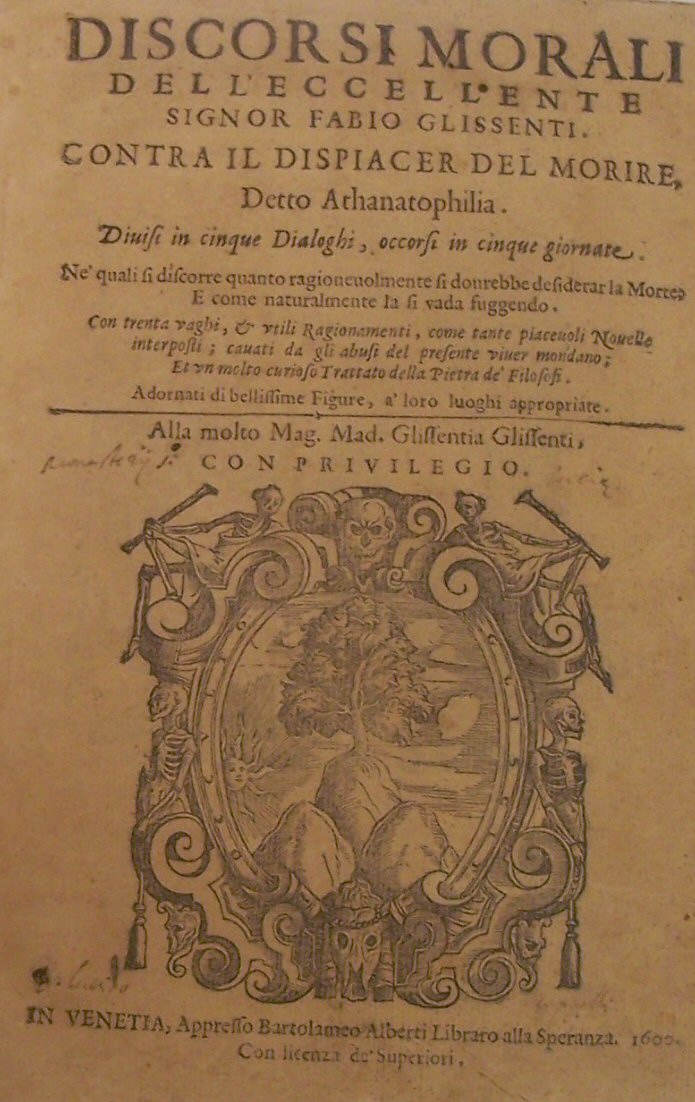 DISCORSI MORALI
DELL'ECCELLENTE
SIGNOR FABIO GLISSENTI.
CONTRA IL DISPIACER DEL MORIRE,
Detto Athanatophilia.
Diuisi in cinque Dialoghi, occorsi in cinque giornate.
Ne' quali si discorre quanto ragioneuolmente si dourebbe desiderar la Morte;
E come naturalmente la si vada fuggendo.
Con trenta vaghi, & vtili Ragionamenti, come tante piaceuoli Nouelle
interposti; cauati da gli abusi del presente viuer mondano;
Et vn molto curioso Trattato della Pietra de' Filosofi.
Adornati di bellissime Figure, a' loro luoghi appropriate.
Alla molto Mag. Mad. Glissentia Glissenti,
CON PRIVILEGIO.
IN VENETIA, Appresso Bartolameo Alberti Libraro alla Speranza. 1609.
Con licenza de' Superiori.